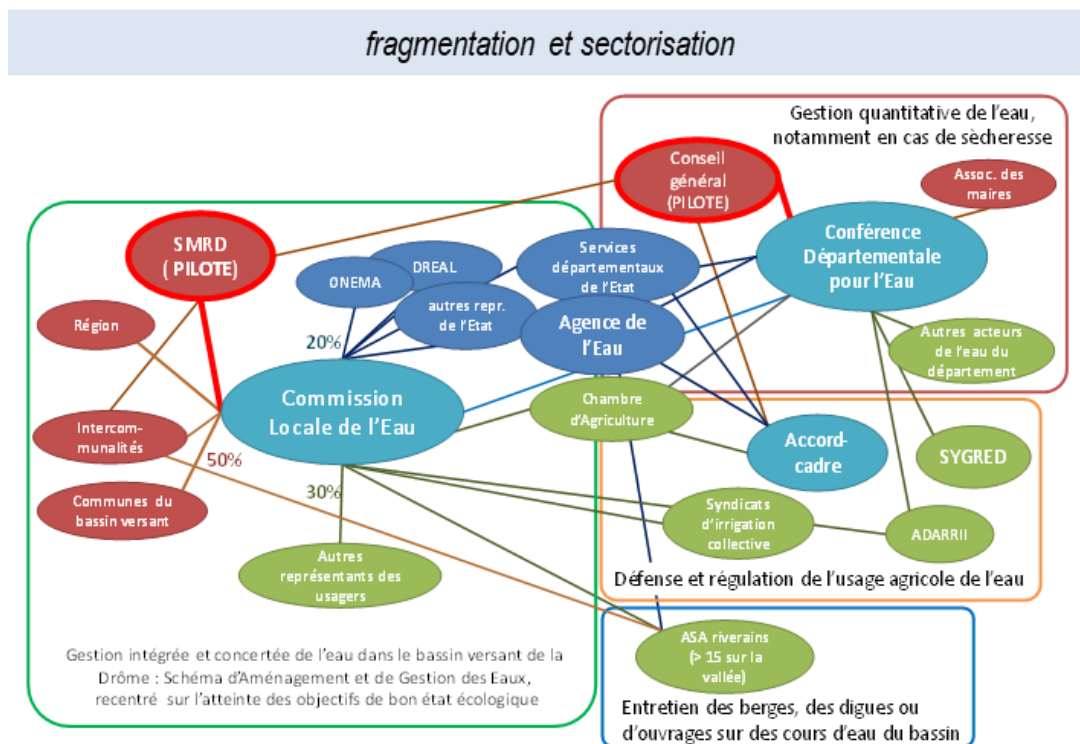 fragmentation et sectorisation
Gestion quantitative de l'eau,
notamment en cas de sècheresse
Conseil
général
(PILOTE)
Assoc. des
maires
SMRD
( PILOTE)
Conférence
Départementale
pour l'Eau
Services
départementaux
de l'Etat
DREAL
ONEMA
autres repr.
de l'Etat
Agence de
l'Eau
Région
20%
Autres acteurs
de l'eau du
département
Commission
Locale de l'Eau
Chambre
d'Agriculture
Intercom-
munalités
50%
Accord-
cadre
SYGRED
30%
Communes du
bassin versant
Syndicats
d'irrigation
collective
ADARRII
Autres
représentants des
usagers
Défense et régulation de l'usage agricole de l'eau
ASA riverains
(> 15 sur la
vallée)
Gestion intégrée et concertée de l'eau dans le bassin versant de la
Drôme : Schéma d'Aménagement et de Gestion des Eaux,
recentré sur l'atteinte des objectifs de bon état écologique
Entretien des berges, des digues ou
d'ouvrages sur des cours d'eau du bassin